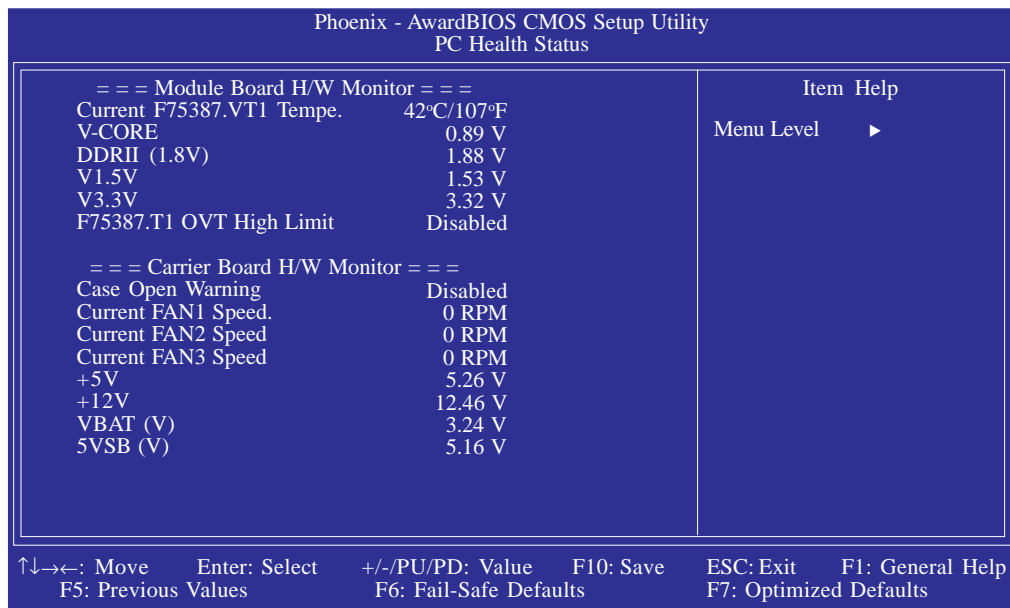 Phoenix - AwardBIOS CMOS Setup Utility
PC Health Status
= = = Module Board H/W Monitor = = =
Current F75387.VT1 Tempe. 42°C/107°F
V-CORE 0.89 V
DDRII (1.8V) 1.88 V
V1.5V 1.53 V
V3.3V 3.32 V
F75387.T1 OVT High Limit Disabled
= = = Carrier Board H/W Monitor = = =
Case Open Warning Disabled
Current FAN1 Speed. 0 RPM
Current FAN2 Speed 0 RPM
Current FAN3 Speed 0 RPM
+5V 5.26 V
+12V 12.46 V
VBAT (V) 3.24 V
5VSB (V) 5.16 V
Item Help
Menu Level ▶
↑↓→←: Move Enter: Select +/-/PU/PD: Value F10: Save ESC: Exit F1: General Help
F5: Previous Values F6: Fail-Safe Defaults F7: Optimized Defaults